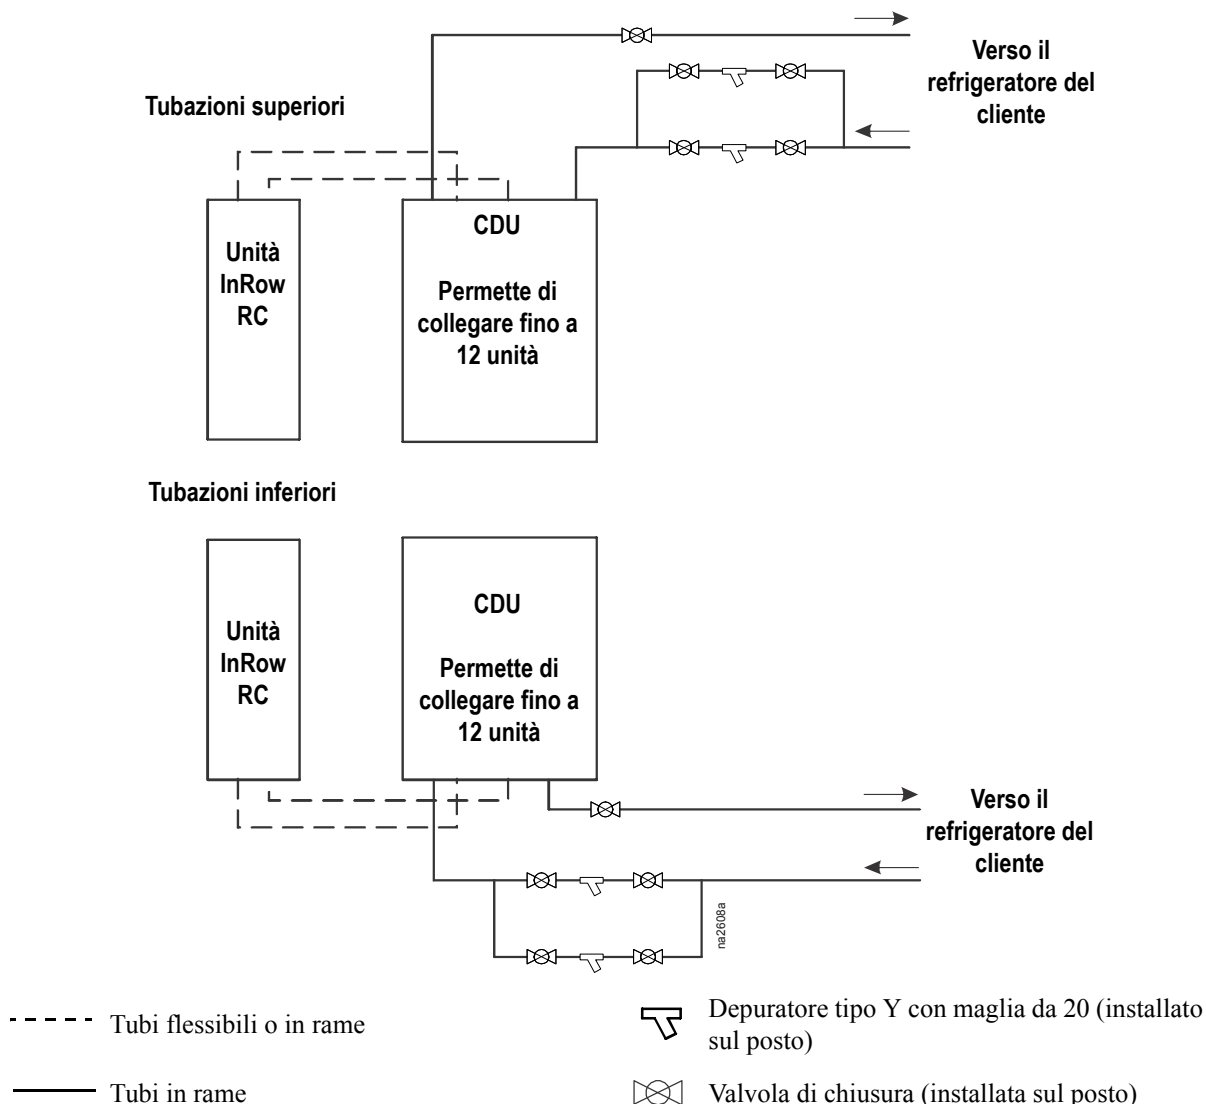 Verso il
refrigeratore del
cliente
Tubazioni superiori
Unità
InRow
RC
CDU
Permette di
collegare fino a
12 unità
Tubazioni inferiori
Unità
InRow
RC
CDU
Permette di
collegare fino a
12 unità
Verso il
refrigeratore del
cliente
na2608a
Tubi flessibili o in rame
Depuratore tipo Y con maglia da 20 (installato
sul posto)
Tubi in rame
Valvola di chiusura (installata sul posto)